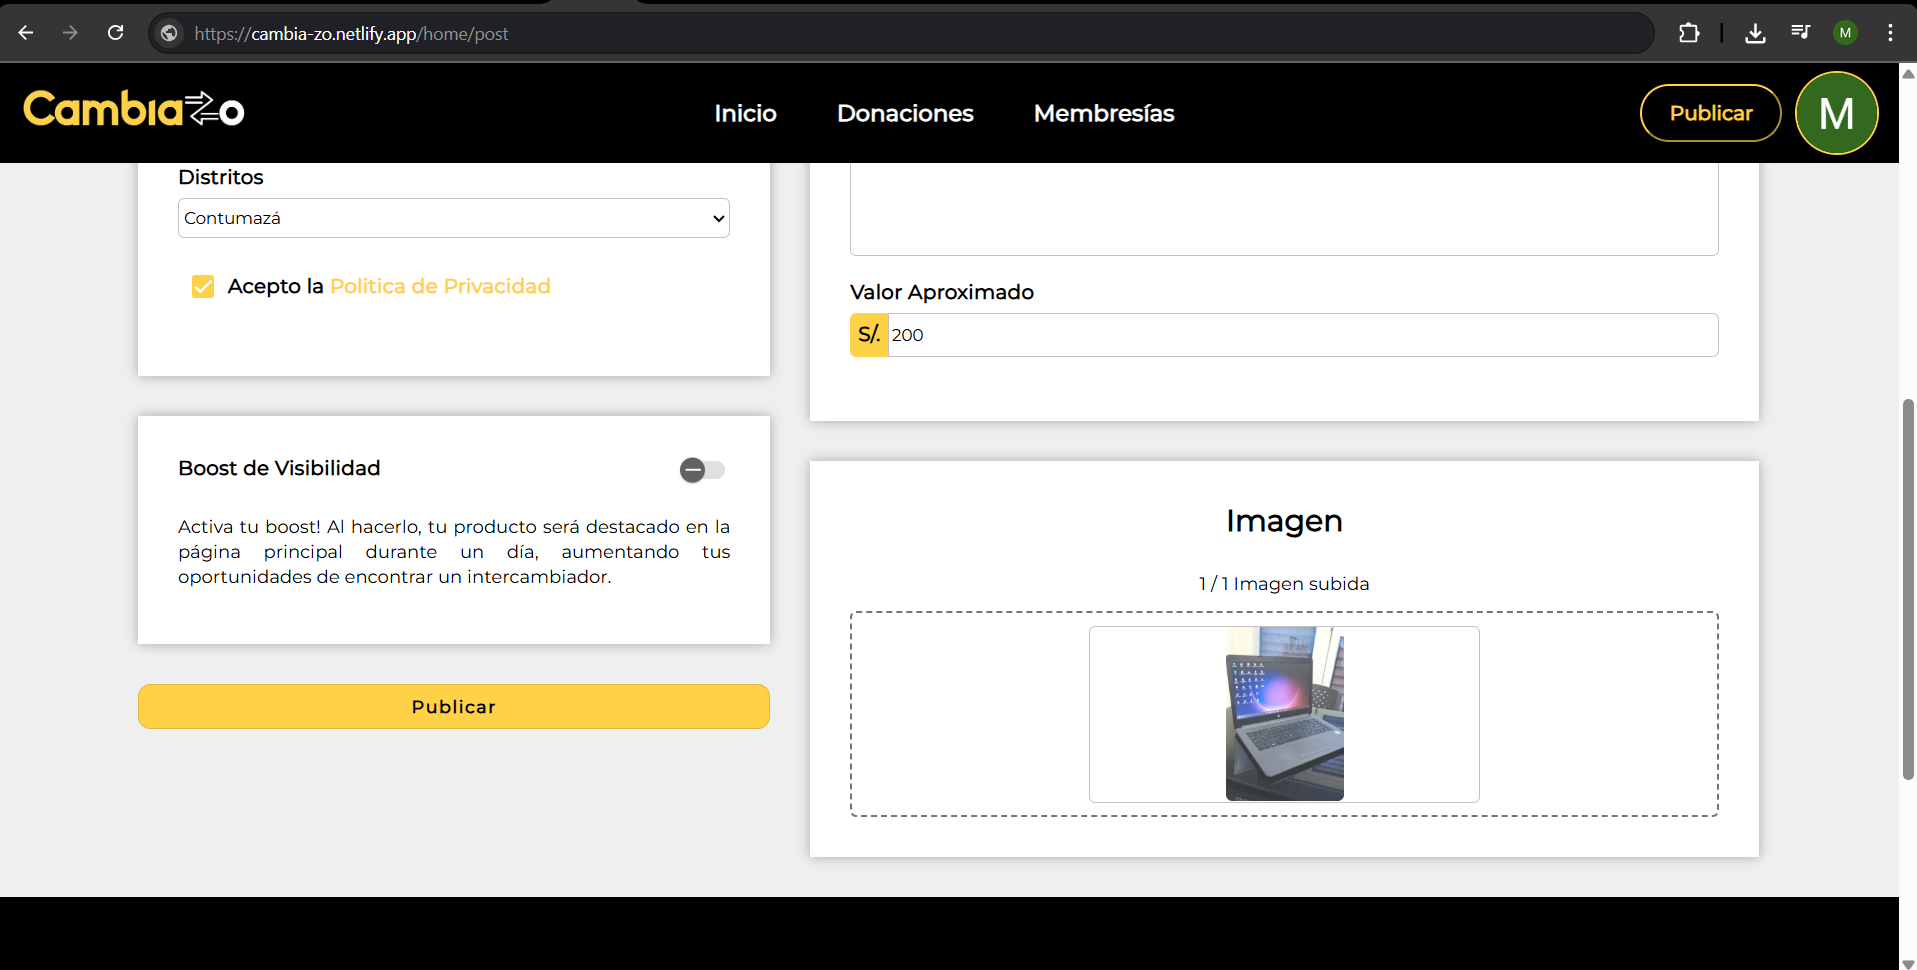 https://cambia-zo.netlify.app/home/post
M
Cambiazo
Inicio
Donaciones
Membresías
Publicar
M
Distritos
Contumazá
Acepto la Politica de Privacidad
Boost de Visibilidad
Activa tu boost! Al hacerlo, tu producto será destacado en la
página principal durante un día, aumentando tus
oportunidades de encontrar un intercambiador.
Publicar
Valor Aproximado
S/. 200
Imagen
1 / 1 Imagen subida